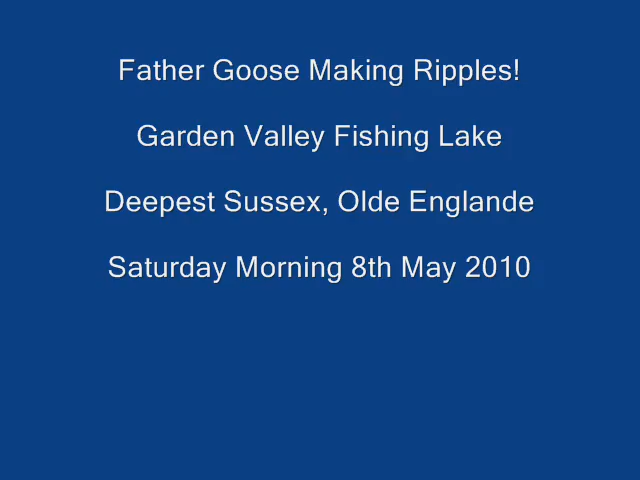 Father Goose Making Ripples!
Garden Valley Fishing Lake
Deepest Sussex, Olde Englande
Saturday Morning 8th May 2010